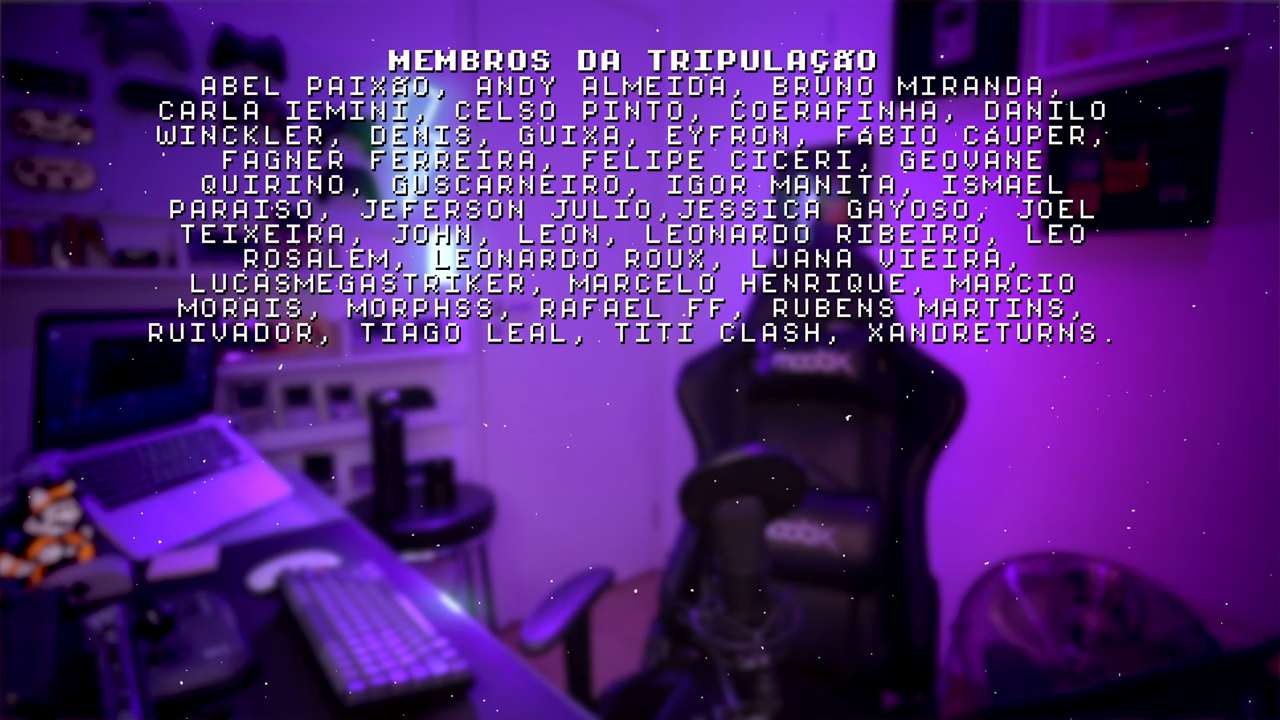 MEMBROS DA TRIPULAÇÃO
ABEL PAIXÃO, ANDY ALMEIDA, BRUNO MIRANDA,
CARLA IEMINI, CELSO PINTO, COERAFINHA, DANILO
WINCKLER, DENIS, GUIXA, EYFRON, FÁBIO CÁUPER,
FAGNER FERREIRA, FELIPE CICERI, GEOVANE
QUIRINO, GUSCARNEIRO, IGOR MANITA, ISMAEL
PARAISO, JEFERSON JULIO,JESSICA GAYOSO, JOEL
TEIXEIRA, JOHN, LEON, LEONARDO RIBEIRO, LEO
ROSALEM, LEONARDO ROUX, LUANA VIEIRA,
LUCASMEGASTRIKER, MARCELO HENRIQUE, MARCIO
MORAIS, MORPHSS, RAFAEL FF, RUBENS MARTINS,
RUIVADOR, TIAGO LEAL, TITI CLASH, XANDRETURNS.